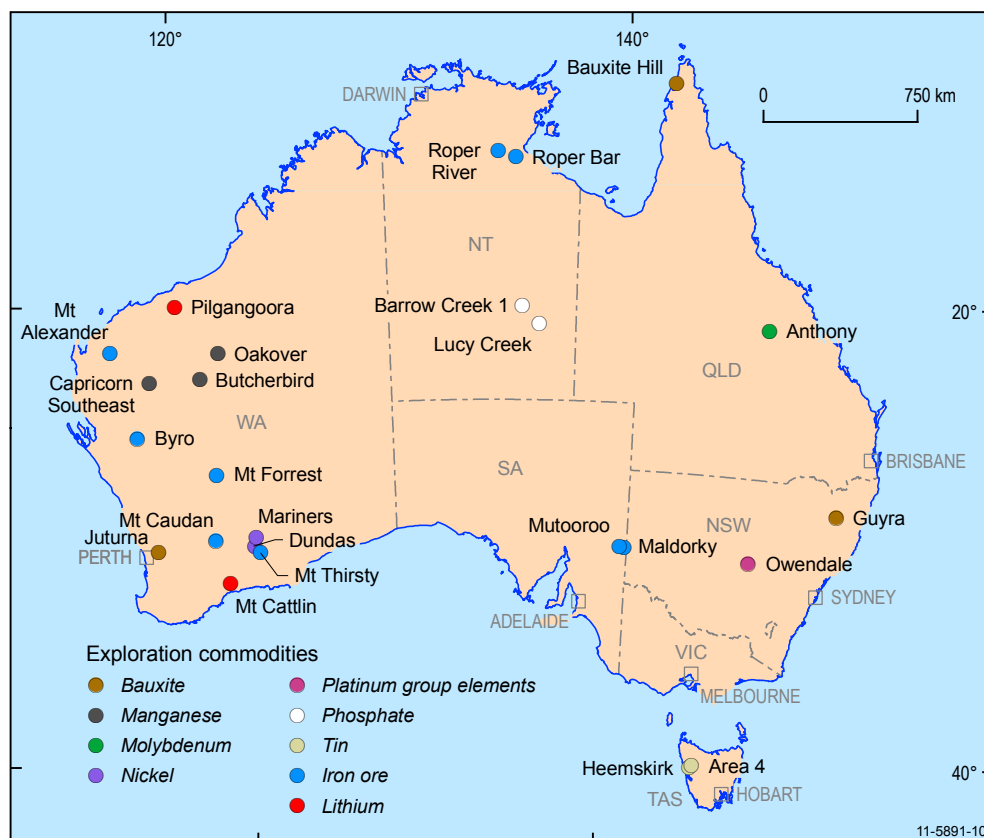 120°
140°
Bauxite Hill
DARWIN
0
750 km
Roper
River
Roper Bar
NT
Mt
Alexander
Pilgangoora
Barrow Creek 1
20°
Lucy Creek
Anthony
Oakover
Butcherbird
Capricorn
Southeast
QLD
WA
Byro
SA
BRISBANE
Mt Forrest
Mt Caudan
Mariners
Mutooroo
NSW
Guyra
Juturna
Dundas
Maldorky
PERTH
Mt Thirsty
Owendale
Mt Cattlin
ADELAIDE
SYDNEY
VIC
MELBOURNE
Exploration commodities
Bauxite
Platinum group elements
Manganese
Phosphate
Molybdenum
Tin
Nickel
Iron ore
Lithium
Heemskirk
Area 4
40°
TAS
HOBART
11-5891-10